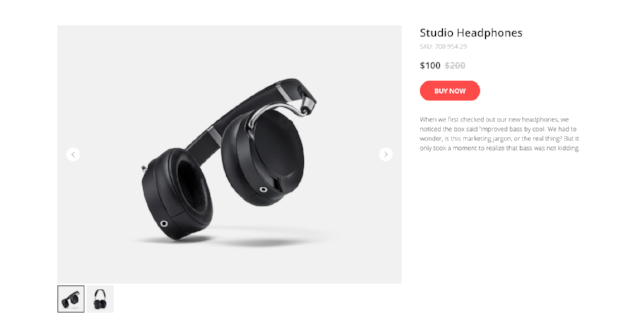 Studio Headphones
SKU: 708 954 29
$100 $200
BUY NOW
When we first checked out our new headphones, we
noticed the box said 'improved bass by cool. We had to
wonder, is this marketing jargon, or the real thing? But it
only took a moment to realize that bass was not kidding.